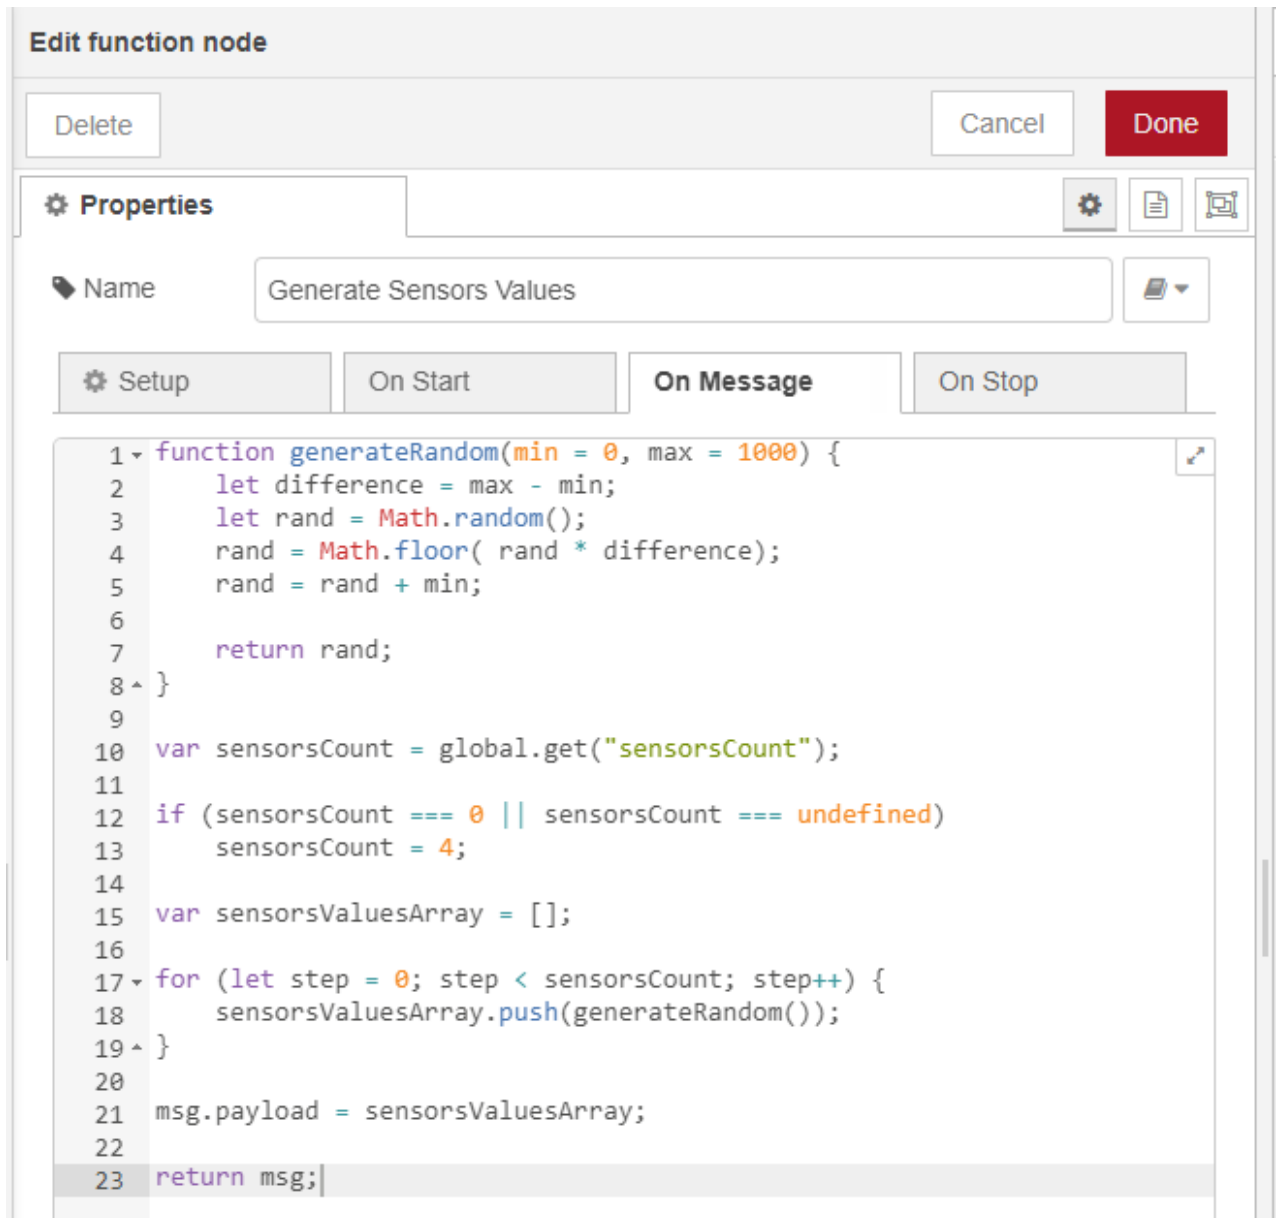 Edit function node
Delete
Cancel
Done
Properties
Name
Generate Sensors Values
Setup
On Start
On Message
On Stop
1 function generateRandom(min = 0, max = 1000) {
2     let difference = max - min;
3     let rand = Math.random();
4     rand = Math.floor( rand * difference);
5     rand = rand + min;
6
7     return rand;
8 }
9
10 var sensorsCount = global.get("sensorsCount");
11
12 if (sensorsCount === 0 || sensorsCount === undefined)
13     sensorsCount = 4;
14
15 var sensorsValuesArray = [];
16
17 for (let step = 0; step < sensorsCount; step++) {
18     sensorsValuesArray.push(generateRandom());
19 }
20
21 msg.payload = sensorsValuesArray;
22
23 return msg;